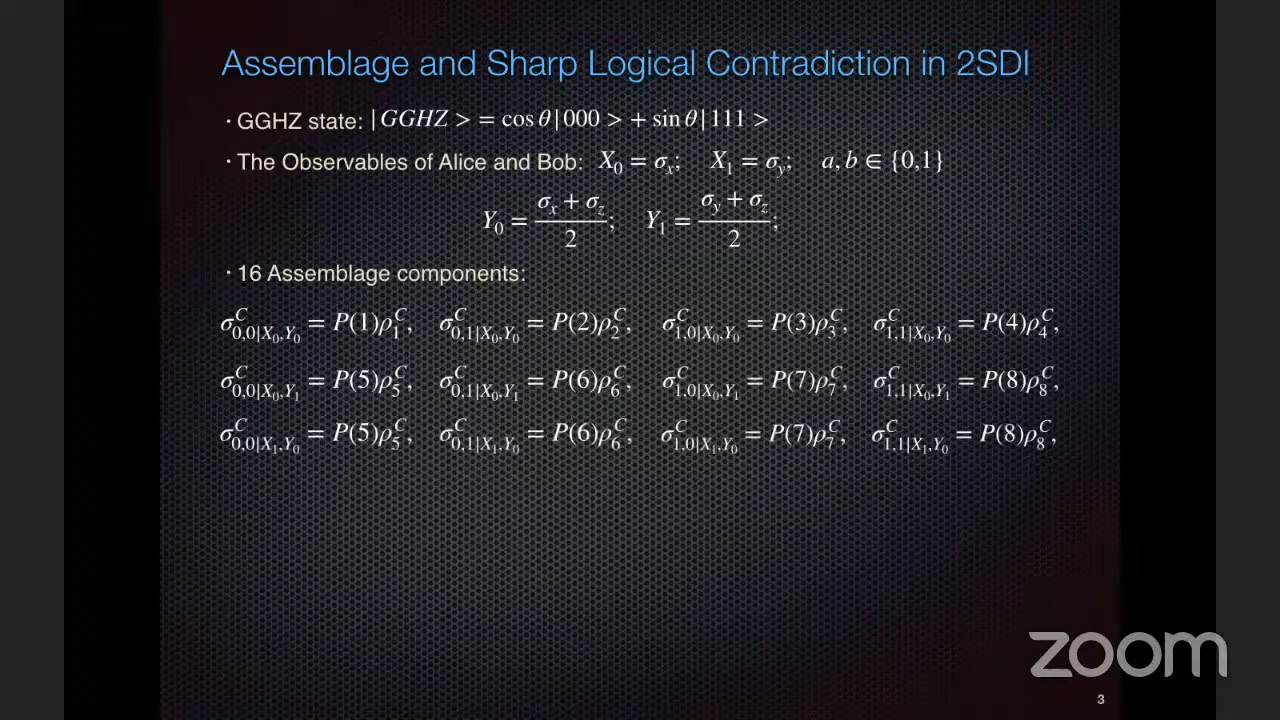 Assemblage and Sharp Logical Contradiction in 2SDI
· GGHZ state: |GGHZ > = cos θ|000 > + sin θ|111 >
· The Observables of Alice and Bob: X₀ = σₓ; X₁ = σ_y; a, b ∈ {0,1}
Y₀ = (σₓ + σ_z)/2; Y₁ = (σ_y + σ_z)/2;
· 16 Assemblage components:
σ^C_{0,0|X₀,Y₀} = P(1)ρ^C_1, σ^C_{0,1|X₀,Y₀} = P(2)ρ^C_2, σ^C_{1,0|X₀,Y₀} = P(3)ρ^C_3, σ^C_{1,1|X₀,Y₀} = P(4)ρ^C_4,
σ^C_{0,0|X₀,Y₁} = P(5)ρ^C_5, σ^C_{0,1|X₀,Y₁} = P(6)ρ^C_6, σ^C_{1,0|X₀,Y₁} = P(7)ρ^C_7, σ^C_{1,1|X₀,Y₁} = P(8)ρ^C_8,
σ^C_{0,0|X₁,Y₀} = P(5)ρ^C_5, σ^C_{0,1|X₁,Y₀} = P(6)ρ^C_6, σ^C_{1,0|X₁,Y₀} = P(7)ρ^C_7, σ^C_{1,1|X₁,Y₀} = P(8)ρ^C_8,
zoom
3